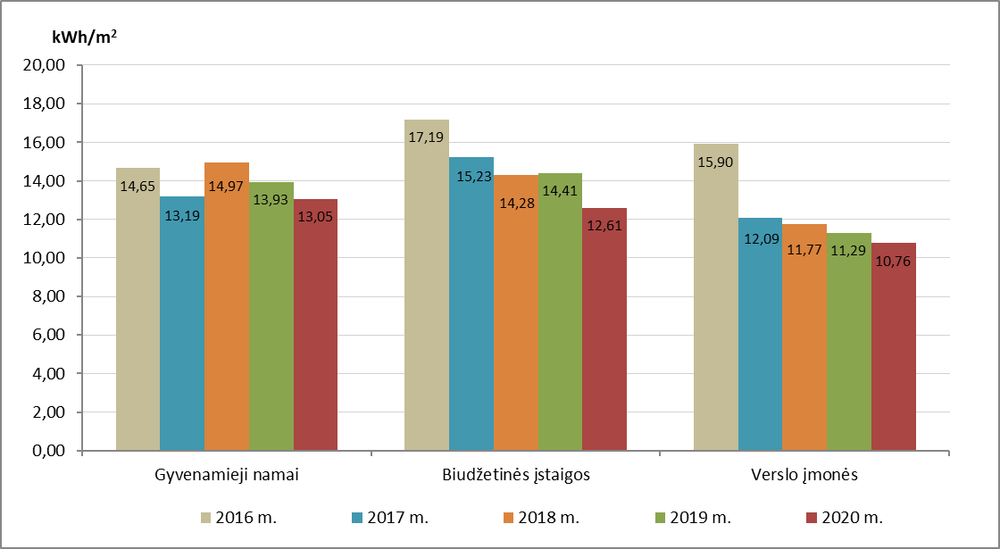 kWh/m²
20,00
18,00
16,00
14,00
12,00
10,00
8,00
6,00
4,00
2,00
0,00
14,65
13,19
14,97
13,93
13,05
17,19
15,23
14,28
14,41
12,61
15,90
12,09
11,77
11,29
10,76
Gyvenamieji namai
Biudžetinės įstaigos
Verslo įmonės
2016 m.
2017 m.
2018 m.
2019 m.
2020 m.